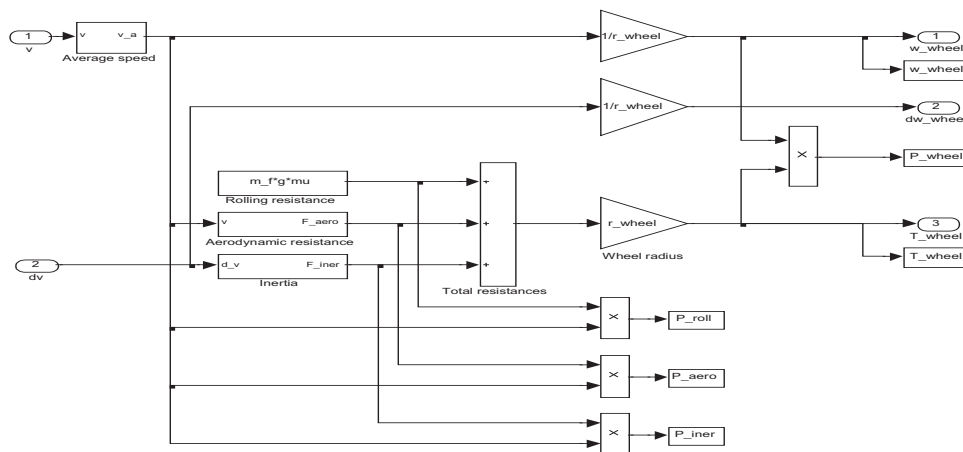 1
v
v v_a
Average speed
1/r_wheel
1
w_wheel
w_wheel
1/r_wheel
2
dw_wheel
X
P_wheel
m_f*g*mu
Rolling resistance
v F_aero
Aerodynamic resistance
2
dv
d_v F_iner
Inertia
+
+
+
Total resistances
r_wheel
Wheel radius
3
T_wheel
T_wheel
X
P_roll
X
P_aero
X
P_iner